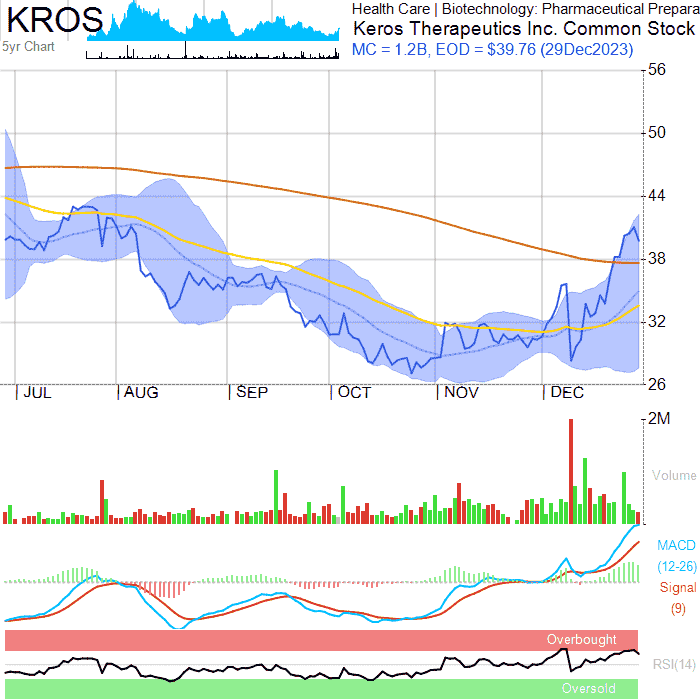 KROS
5yr Chart
Health Care | Biotechnology: Pharmaceutical Prepara
Keros Therapeutics Inc. Common Stock
MC = 1.2B, EOD = $39.76 (29Dec2023)
56
50
44
38
32
26
JUL AUG SEP OCT NOV DEC
2M
Volume
MACD
(12-26)
Signal
(9)
Overbought
RSI(14)
Oversold